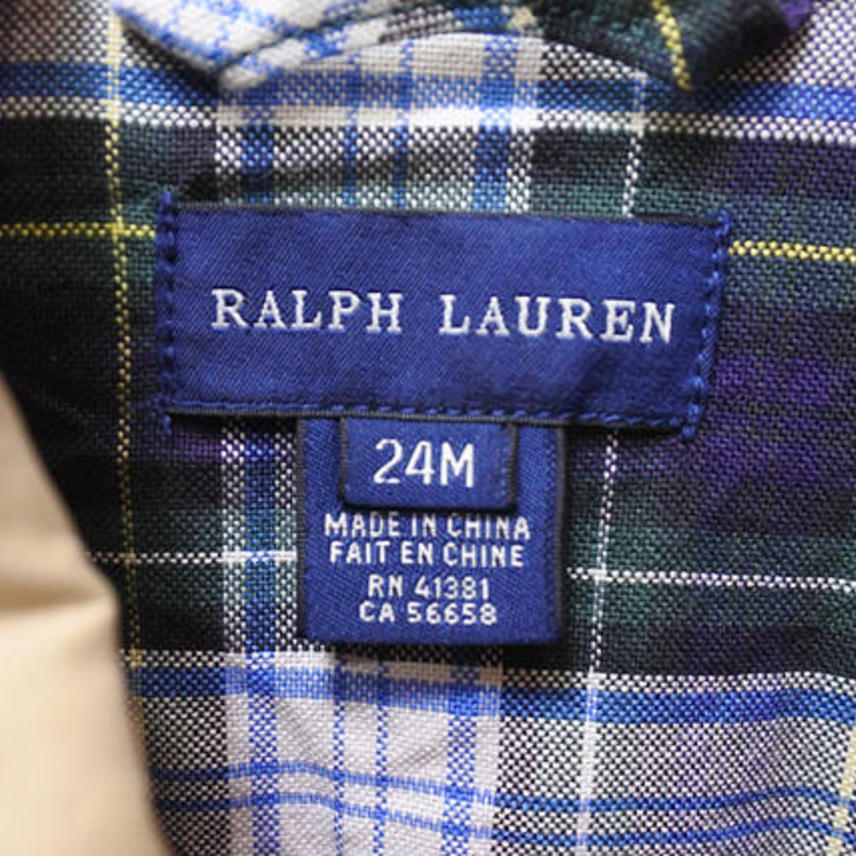 RALPH LAUREN
24M
MADE IN CHINA
FAIT EN CHINE
RN 41381
CA 56658